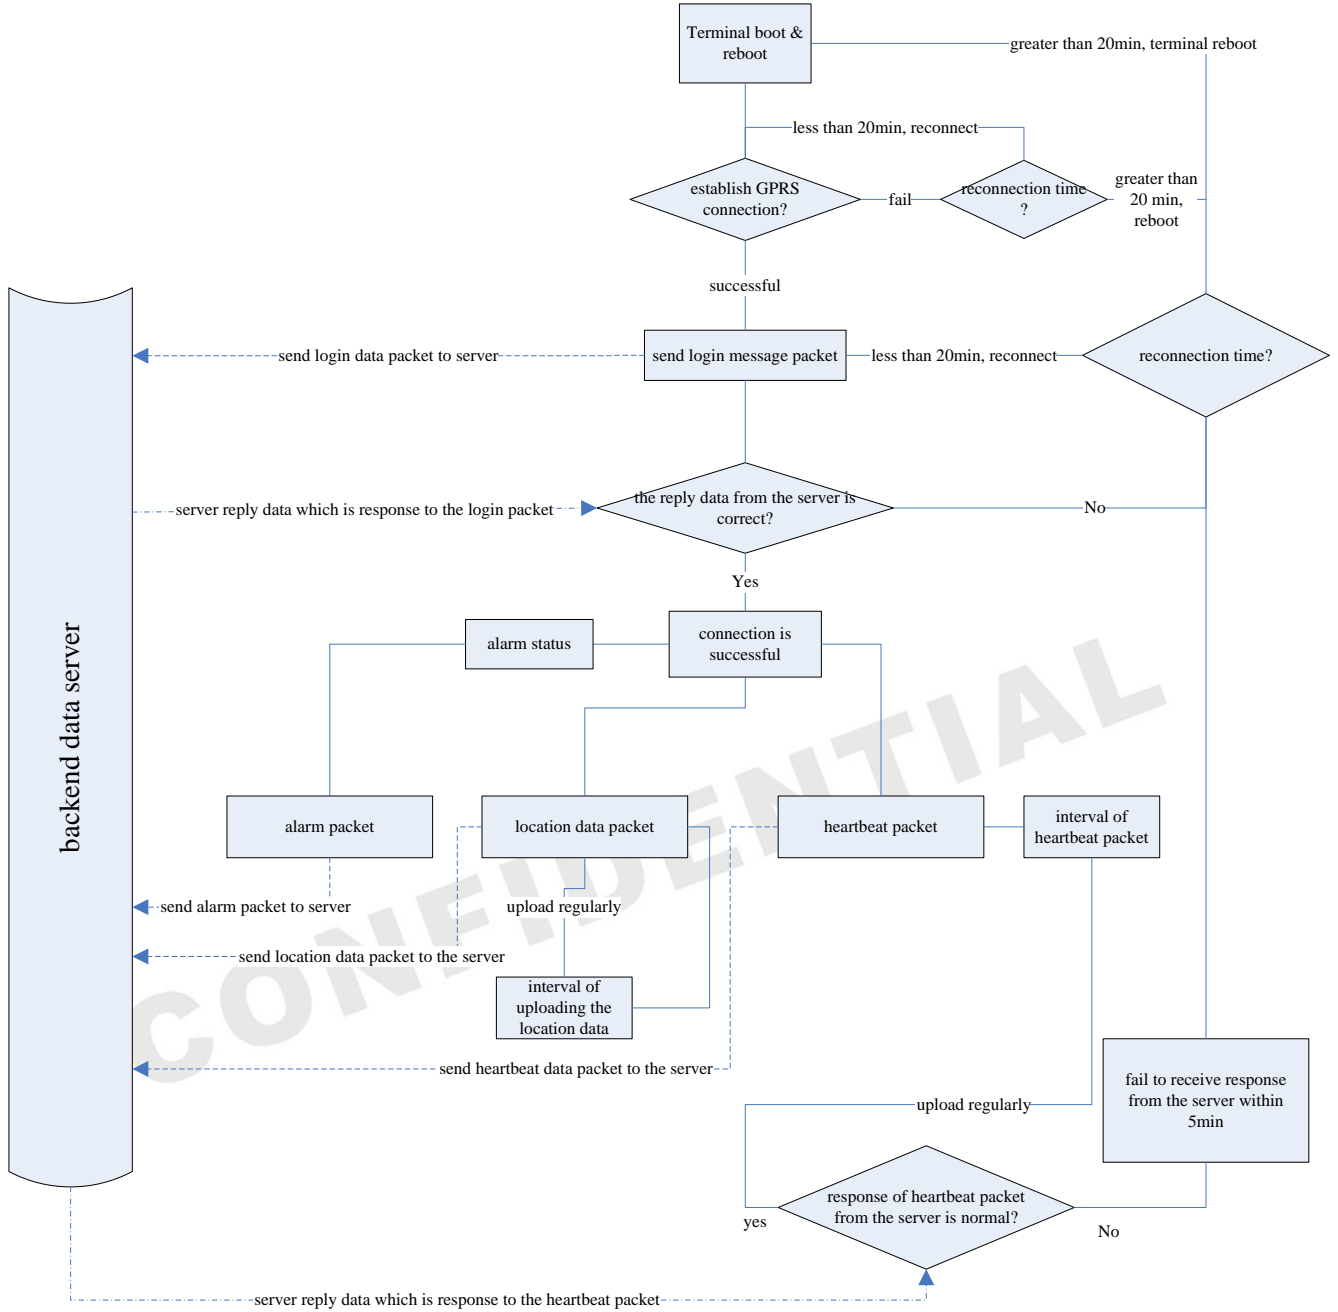 Terminal boot &
reboot
greater than 20min, terminal reboot
less than 20min, reconnect
establish GPRS
connection?
fail
reconnection time
?
greater than
20 min,
reboot
successful
send login data packet to server
send login message packet
less than 20min, reconnect
reconnection time?
server reply data which is response to the login packet
the reply data from the server is
correct?
No
Yes
alarm status
connection is
successful
backend data server
alarm packet
location data packet
heartbeat packet
interval of
heartbeat packet
send alarm packet to server
upload regularly
send location data packet to the server
interval of
uploading the
location data
send heartbeat data packet to the server
fail to receive response
from the server within
5min
upload regularly
response of heartbeat packet
from the server is normal?
yes
No
server reply data which is response to the heartbeat packet
CONFIDENTIAL